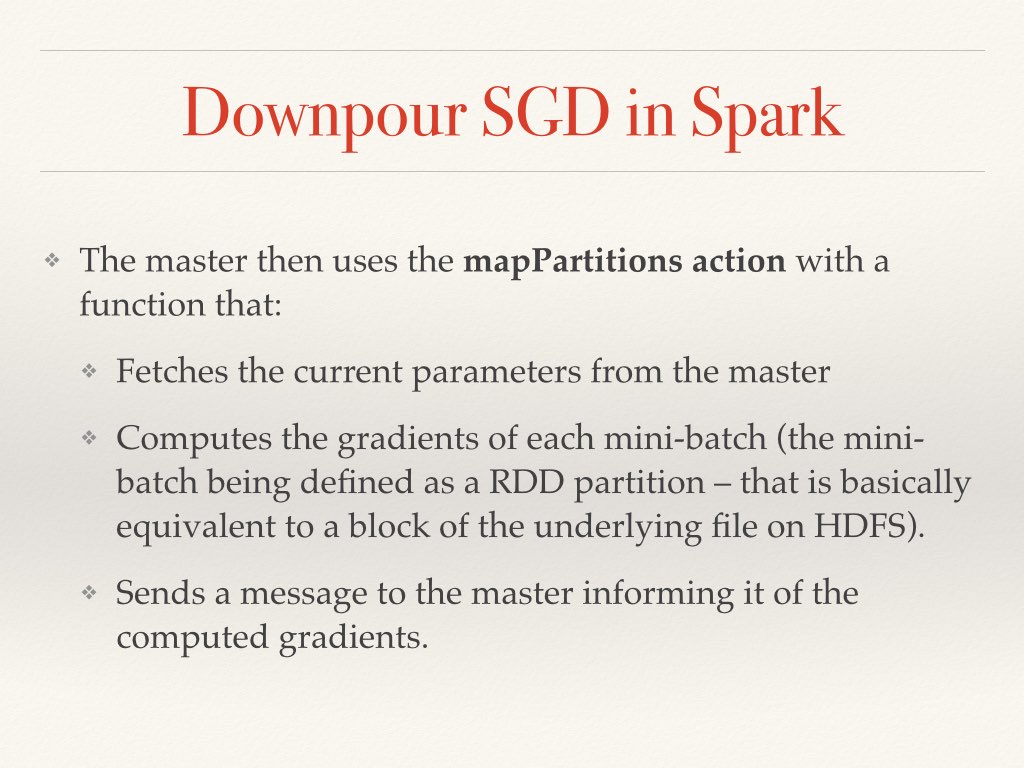 Downpour SGD in Spark
❖ The master then uses the mapPartitions action with a
function that:
❖ Fetches the current parameters from the master
❖ Computes the gradients of each mini-batch (the mini-
batch being defined as a RDD partition – that is basically
equivalent to a block of the underlying file on HDFS).
❖ Sends a message to the master informing it of the
computed gradients.